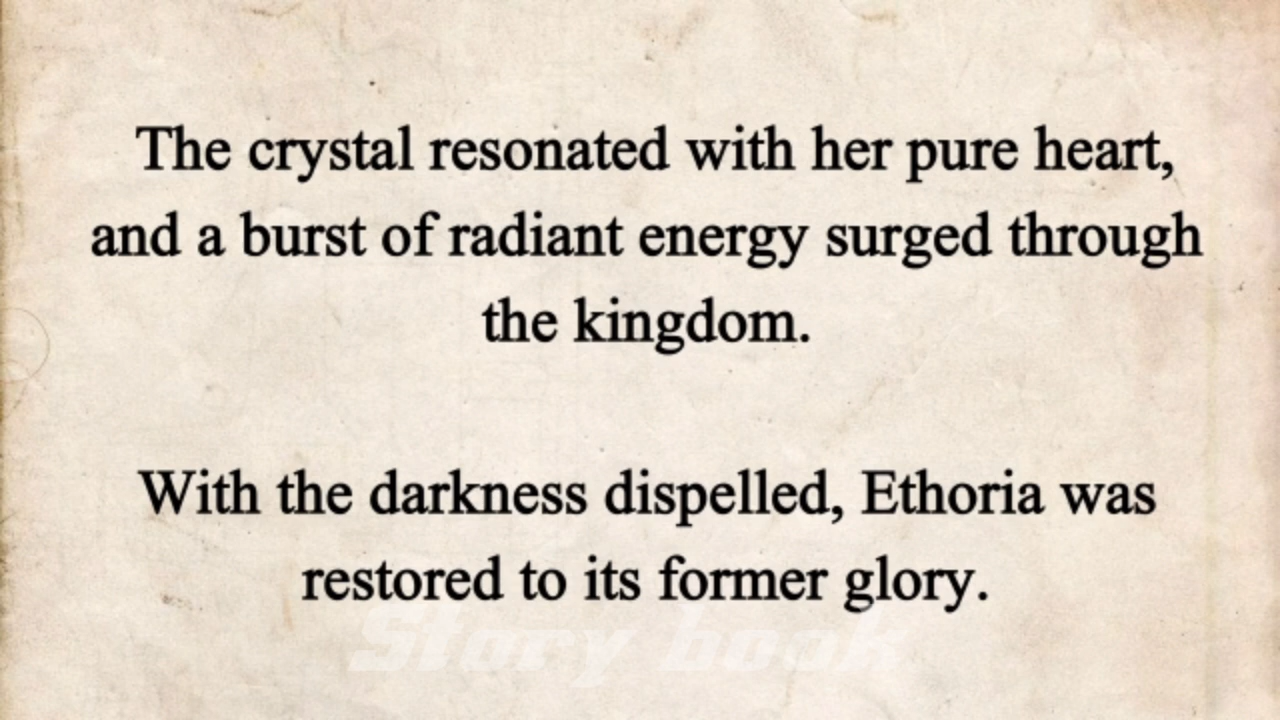 The crystal resonated with her pure heart,
and a burst of radiant energy surged through
the kingdom.
With the darkness dispelled, Ethoria was
restored to its former glory.
Story book